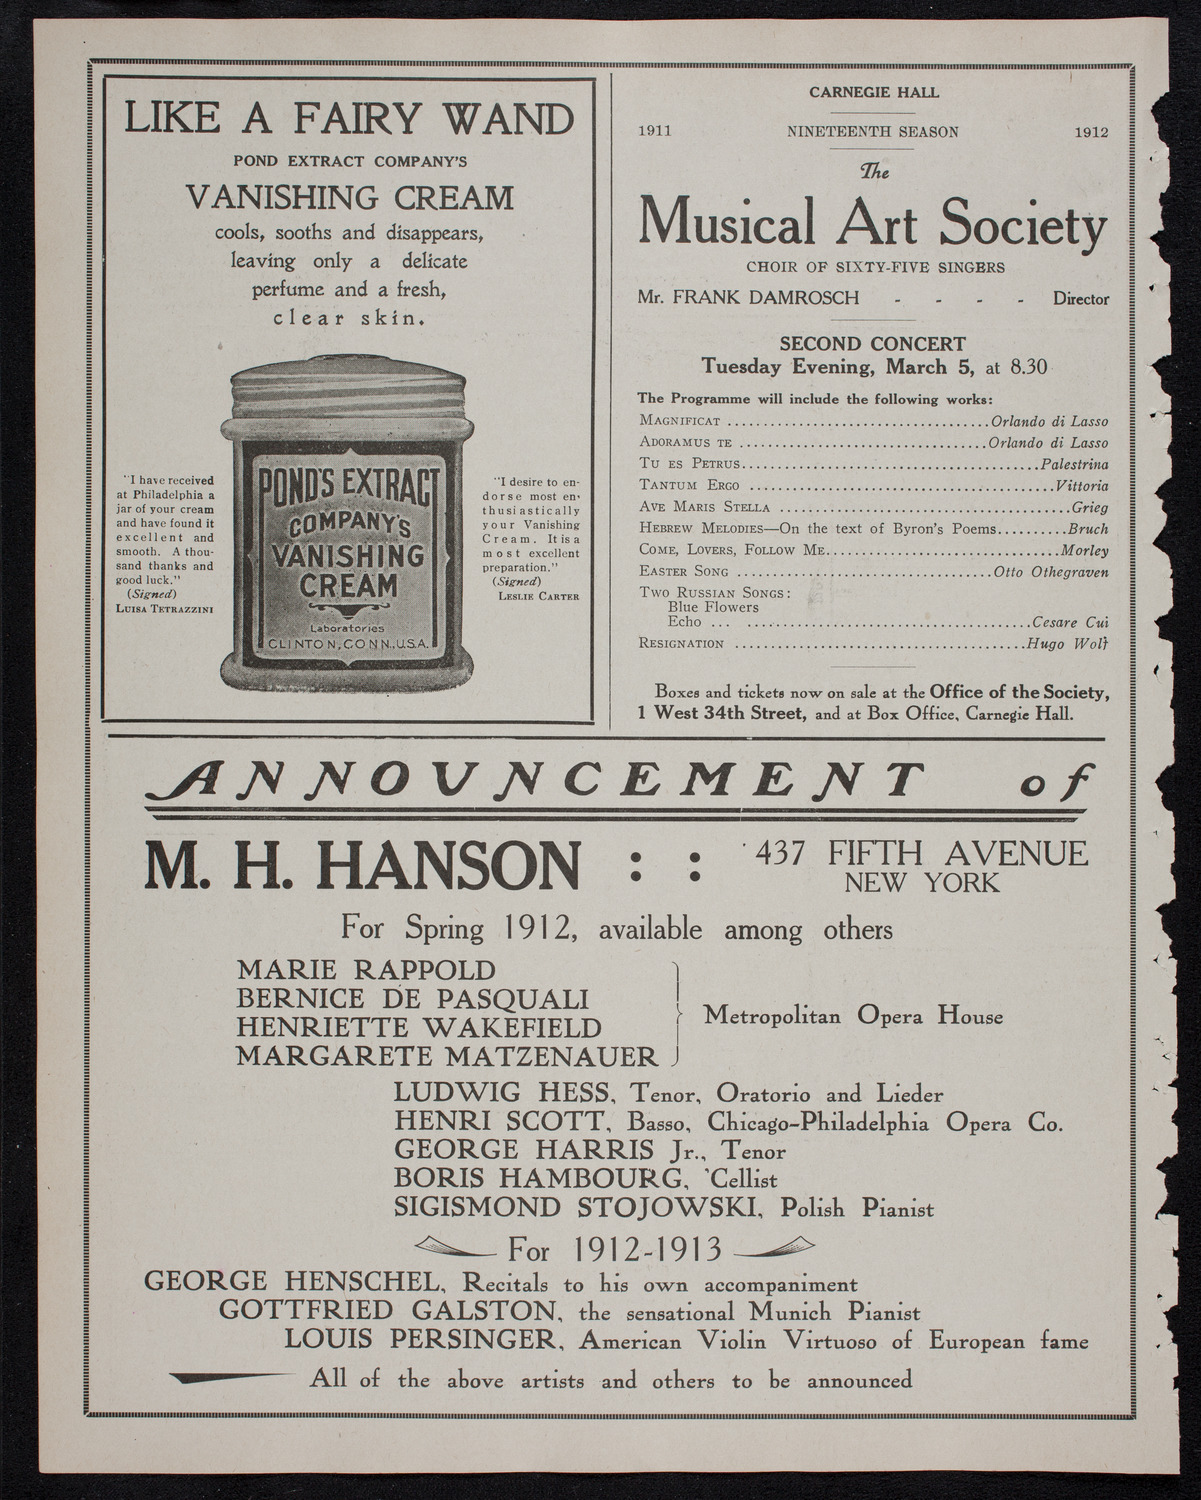 LIKE A FAIRY WAND
POND EXTRACT COMPANY'S
VANISHING CREAM
cools, sooths and disappears,
leaving only a delicate
perfume and a fresh,
clear skin.
"I have received
at Philadelphia a
jar of your cream
and have found it
excellent and
smooth. A thou-
sand thanks and
good luck."
(Signed)
LUISA TETRAZZINI
POND'S EXTRACT
COMPANY'S
VANISHING
CREAM
Laboratories
CLINTON, CONN., U.S.A.
"I desire to en-
dorse most en-
thusiastically
your Vanishing
Cream. It is a
most excellent
preparation."
(Signed)
LESLIE CARTER
CARNEGIE HALL
1911 NINETEENTH SEASON 1912
The
Musical Art Society
CHOIR OF SIXTY-FIVE SINGERS
Mr. FRANK DAMROSCH - - - - Director
SECOND CONCERT
Tuesday Evening, March 5, at 8.30
The Programme will include the following works:
MAGNIFICAT ..................................Orlando di Lasso
ADORAMUS TE ..................................Orlando di Lasso
TU ES PETRUS........................................Palestrina
TANTUM ERGO ........................................Vittoria
AVE MARIS STELLA ........................................Grieg
HEBREW MELODIES—On the text of Byron's Poems..........Bruch
COME, LOVERS, FOLLOW ME................................Morley
EASTER SONG ..................................Otto Othegraven
TWO RUSSIAN SONGS:
Blue Flowers
Echo ... ......................................Cesare Cui
RESIGNATION ........................................Hugo Wolf
Boxes and tickets now on sale at the Office of the Society,
1 West 34th Street, and at Box Office, Carnegie Hall.
ANNOUNCEMENT of
M. H. HANSON : : 437 FIFTH AVENUE
NEW YORK
For Spring 1912, available among others
MARIE RAPPOLD
BERNICE DE PASQUALI
HENRIETTE WAKEFIELD
MARGARETE MATZENAUER
Metropolitan Opera House
LUDWIG HESS, Tenor, Oratorio and Lieder
HENRI SCOTT, Basso, Chicago-Philadelphia Opera Co.
GEORGE HARRIS Jr., Tenor
BORIS HAMBOURG, 'Cellist
SIGISMOND STOJOWSKI, Polish Pianist
For 1912-1913
GEORGE HENSCHEL, Recitals to his own accompaniment
GOTTFRIED GALSTON, the sensational Munich Pianist
LOUIS PERSINGER, American Violin Virtuoso of European fame
All of the above artists and others to be announced